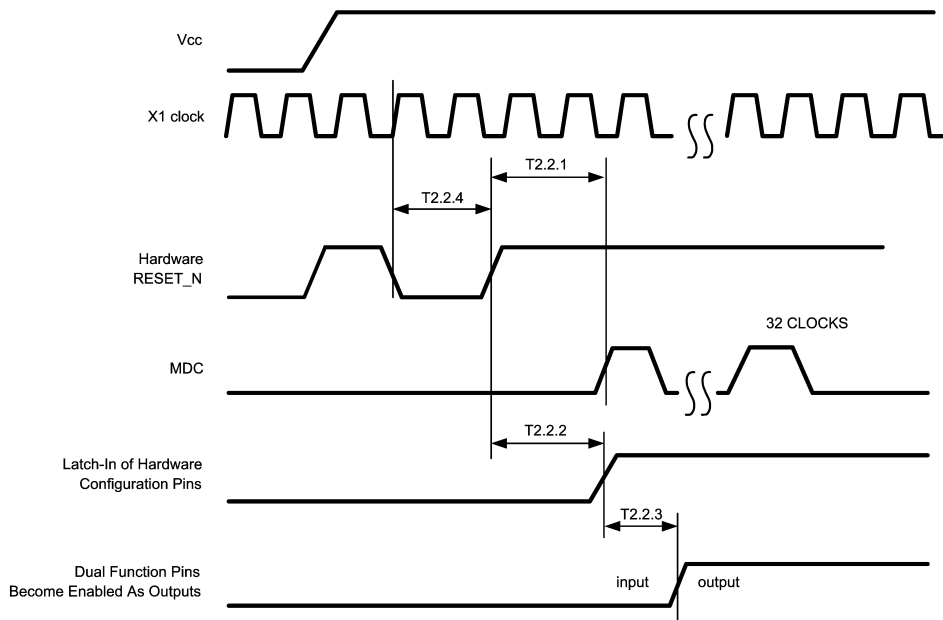 Vcc
X1 clock
T2.2.1
T2.2.4
Hardware
RESET_N
32 CLOCKS
MDC
T2.2.2
Latch-In of Hardware
Configuration Pins
T2.2.3
Dual Function Pins
Become Enabled As Outputs
input
output